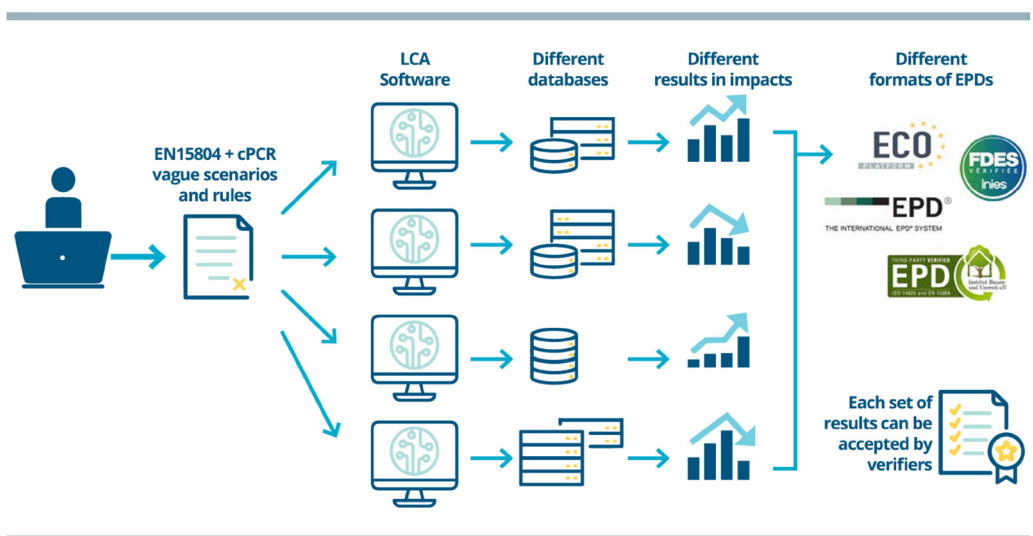 LCA
Software
Different
databases
Different
results in impacts
Different
formats of EPDs
EN15804 + cPCR
vague scenarios
and rules
ECO
PLATFORM
FDES
VÉRIFIÉE
inies
EPD®
THE INTERNATIONAL EPD® SYSTEM
THIRD-PARTY VERIFIED
EPD
ISO 14025 and EN 15804
Institut Bauen
und Umwelt e.V.
Each set of
results can be
accepted by
verifiers